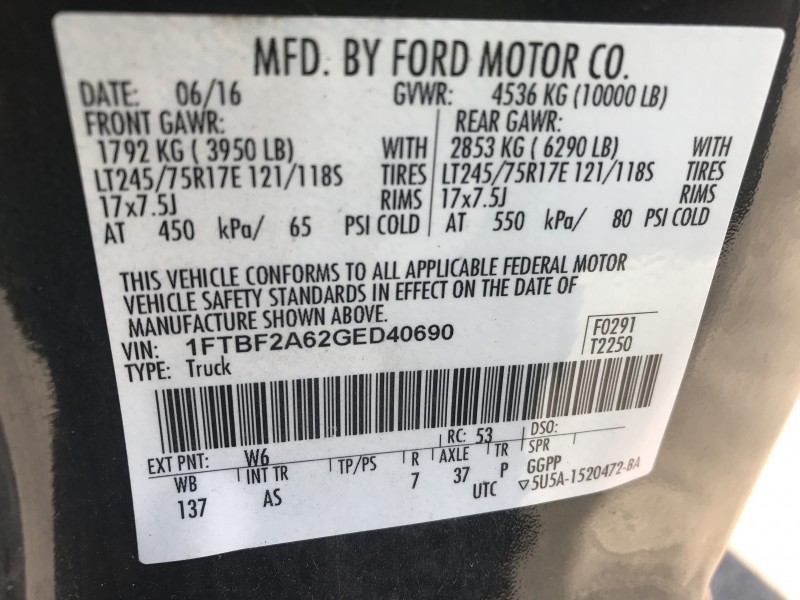 MFD. BY FORD MOTOR CO.
DATE: 06/16 GVWR: 4536 KG (10000 LB)
FRONT GAWR: REAR GAWR:
1792 KG ( 3950 LB) WITH 2853 KG ( 6290 LB) WITH
LT245/75R17E 121/118S TIRES LT245/75R17E 121/118S TIRES
17x7.5J RIMS 17x7.5J RIMS
AT 450 kPa/ 65 PSI COLD AT 550 kPa/ 80 PSI COLD
THIS VEHICLE CONFORMS TO ALL APPLICABLE FEDERAL MOTOR
VEHICLE SAFETY STANDARDS IN EFFECT ON THE DATE OF
MANUFACTURE SHOWN ABOVE.
VIN: 1FTBF2A62GED40690 F0291
TYPE: Truck T2250
EXT PNT: W6 RC: 53 DSO:
WB INT TR TP/PS R AXLE TR SPR
137 AS 7 37 P GGPP
UTC ▽5U5A-1520472-BA